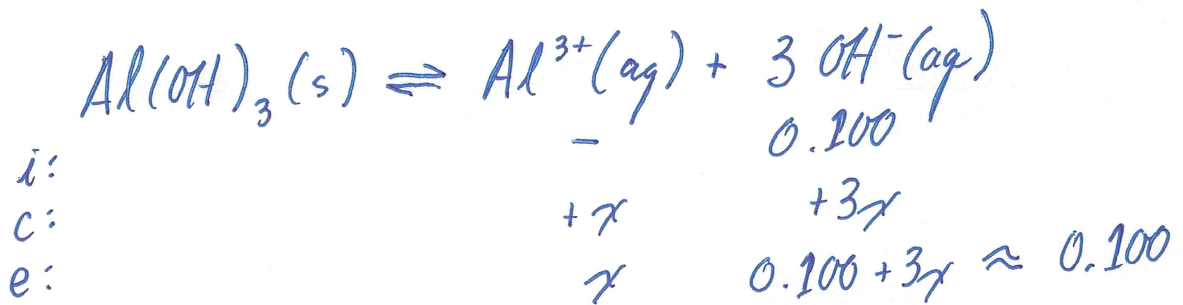 Al(OH)₃(s) ⇌ Al³⁺(aq) + 3 OH⁻(aq)
i: – 0.100
c: +x +3x
e: x 0.100 + 3x ≈ 0.100